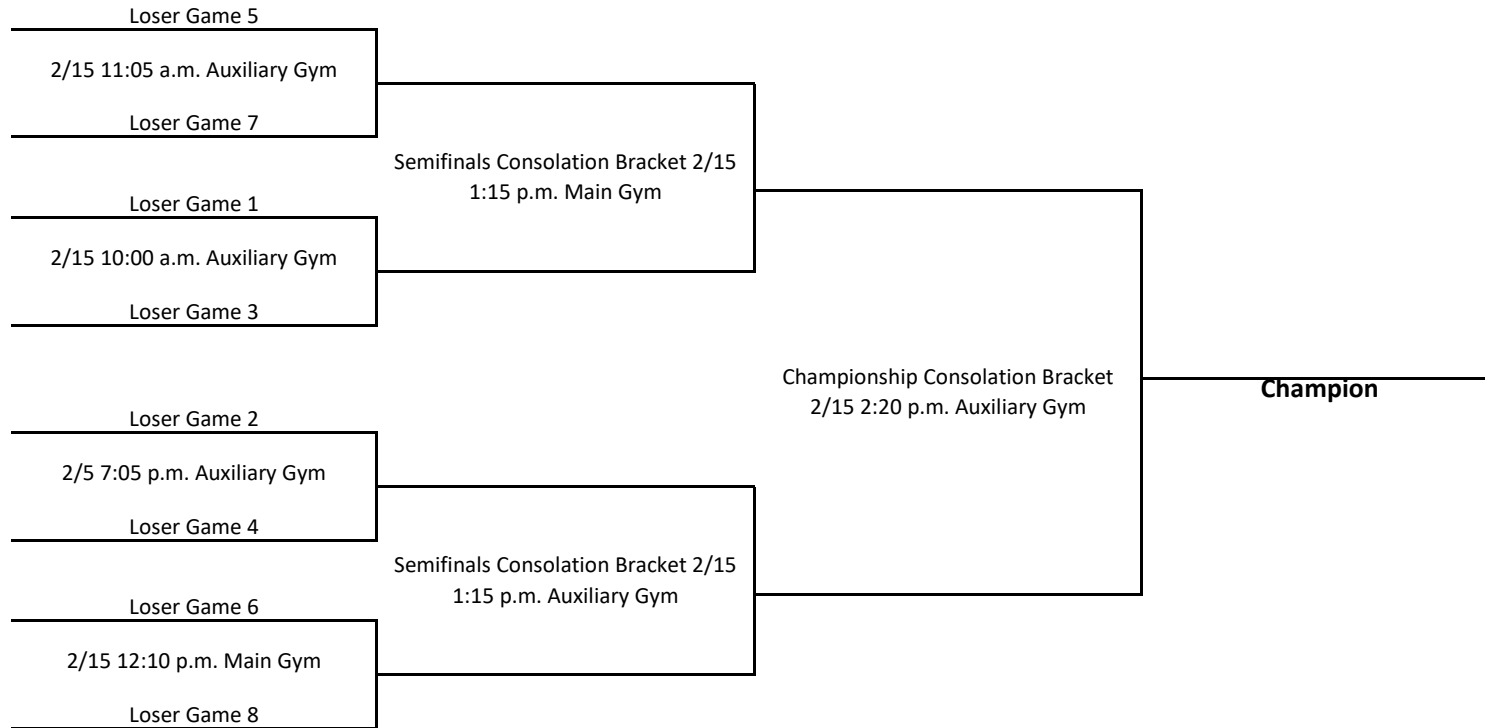 Loser Game 5
2/15 11:05 a.m. Auxiliary Gym
Loser Game 7
Semifinals Consolation Bracket 2/15
1:15 p.m. Main Gym
Loser Game 1
2/15 10:00 a.m. Auxiliary Gym
Loser Game 3
Championship Consolation Bracket
2/15 2:20 p.m. Auxiliary Gym
Champion
Loser Game 2
2/5 7:05 p.m. Auxiliary Gym
Loser Game 4
Semifinals Consolation Bracket 2/15
1:15 p.m. Auxiliary Gym
Loser Game 6
2/15 12:10 p.m. Main Gym
Loser Game 8